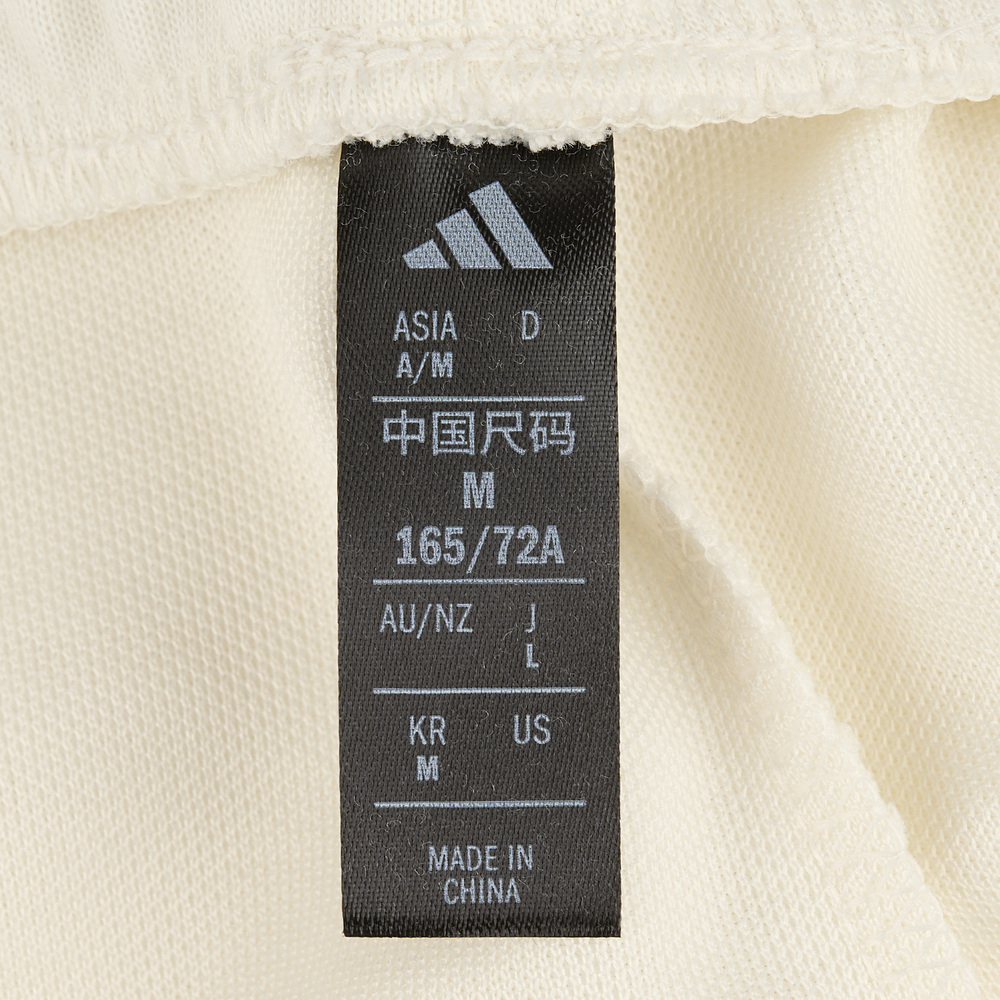 ASIA D
A/M
中国尺码
M
165/72A
AU/NZ J
L
KR US
M
MADE IN
CHINA